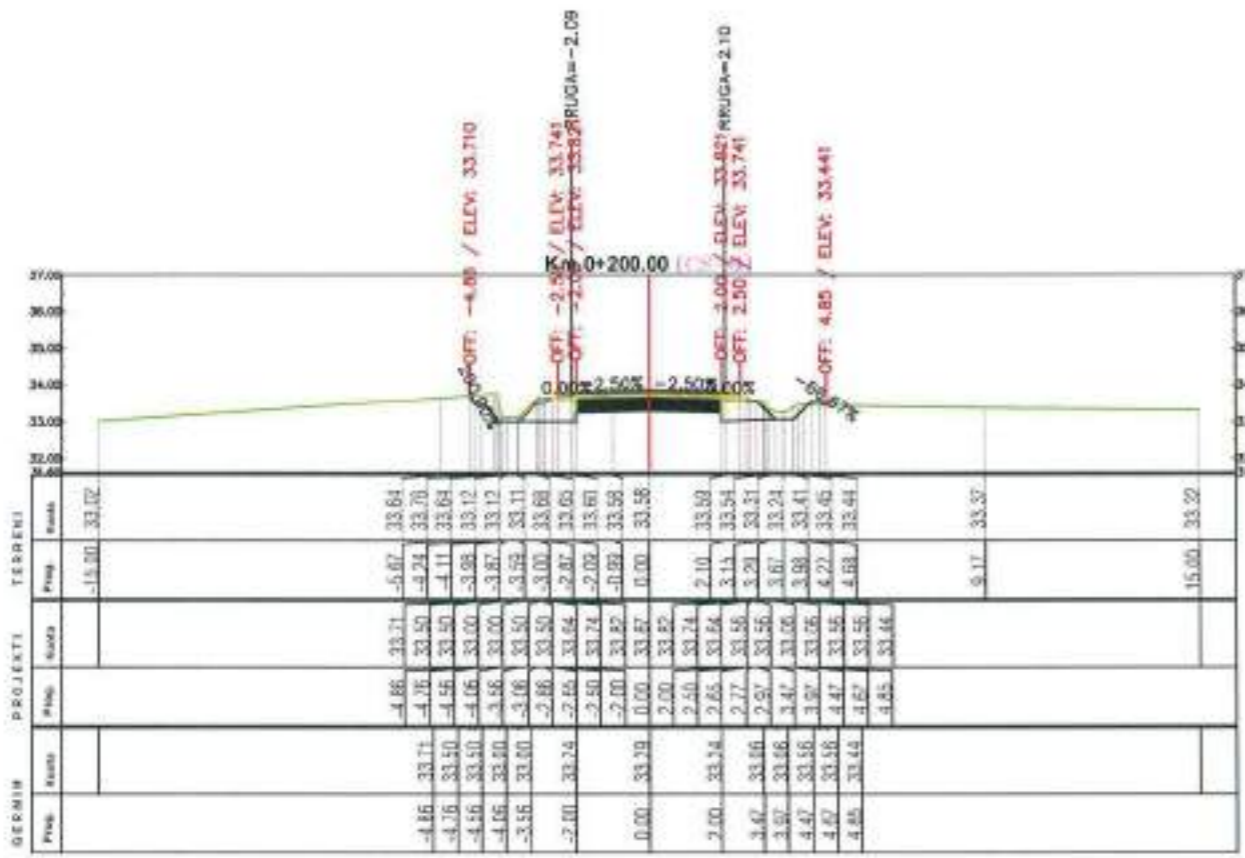 RRUGA=-2.09
RRUGA=2.10
OFF: -4.86 / ELEV: 33.710
OFF: -2.50 / ELEV: 33.741
OFF: -2.00 / ELEV: 33.821
OFF: 2.00 / ELEV: 33.821
OFF: 2.50 / ELEV: 33.741
OFF: 4.85 / ELEV: 33.441
Km 0+200.00
37.00
36.00
35.00
34.00
33.00
32.00
0.00% 2.50% -2.50% 0.00%
-66.67%
TERRENI
Kuota 33.02 33.64 33.76 33.64 33.12 33.12 33.11 33.68 33.65 33.60 33.58 33.58 33.59 33.54 33.31 33.24 33.41 33.45 33.44 33.37 33.32
Prog. -15.00 -5.67 -4.24 -4.11 -3.98 -3.87 -3.59 -3.00 -2.87 -2.09 -0.99 0.00 2.10 3.15 3.28 3.67 3.98 4.22 4.68 9.17 15.00
PROJEKTI
Kuota 33.71 33.50 33.50 33.00 33.00 33.50 33.50 33.64 33.74 33.82 33.87 33.82 33.74 33.64 33.56 33.56 33.06 33.06 33.56 33.56 33.44
Prog. -4.86 -4.76 -4.56 -4.06 -3.56 -3.06 -2.86 -2.65 -2.50 -2.00 0.00 2.00 2.50 2.65 2.77 2.97 3.47 3.97 4.47 4.67 4.85
GERMIM
Kuota 33.71 33.50 33.50 33.00 33.00 33.24 33.29 33.24 33.06 33.06 33.56 33.56 33.44
Prog. -4.86 -4.76 -4.56 -4.06 -3.56 -2.00 0.00 2.00 3.47 3.97 4.47 4.67 4.85